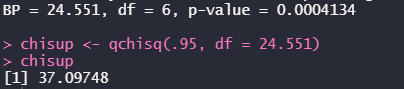 BP = 24.551, df = 6, p-value = 0.0004134
> chisup <- qchisq(.95, df = 24.551)
> chisup
[1] 37.09748